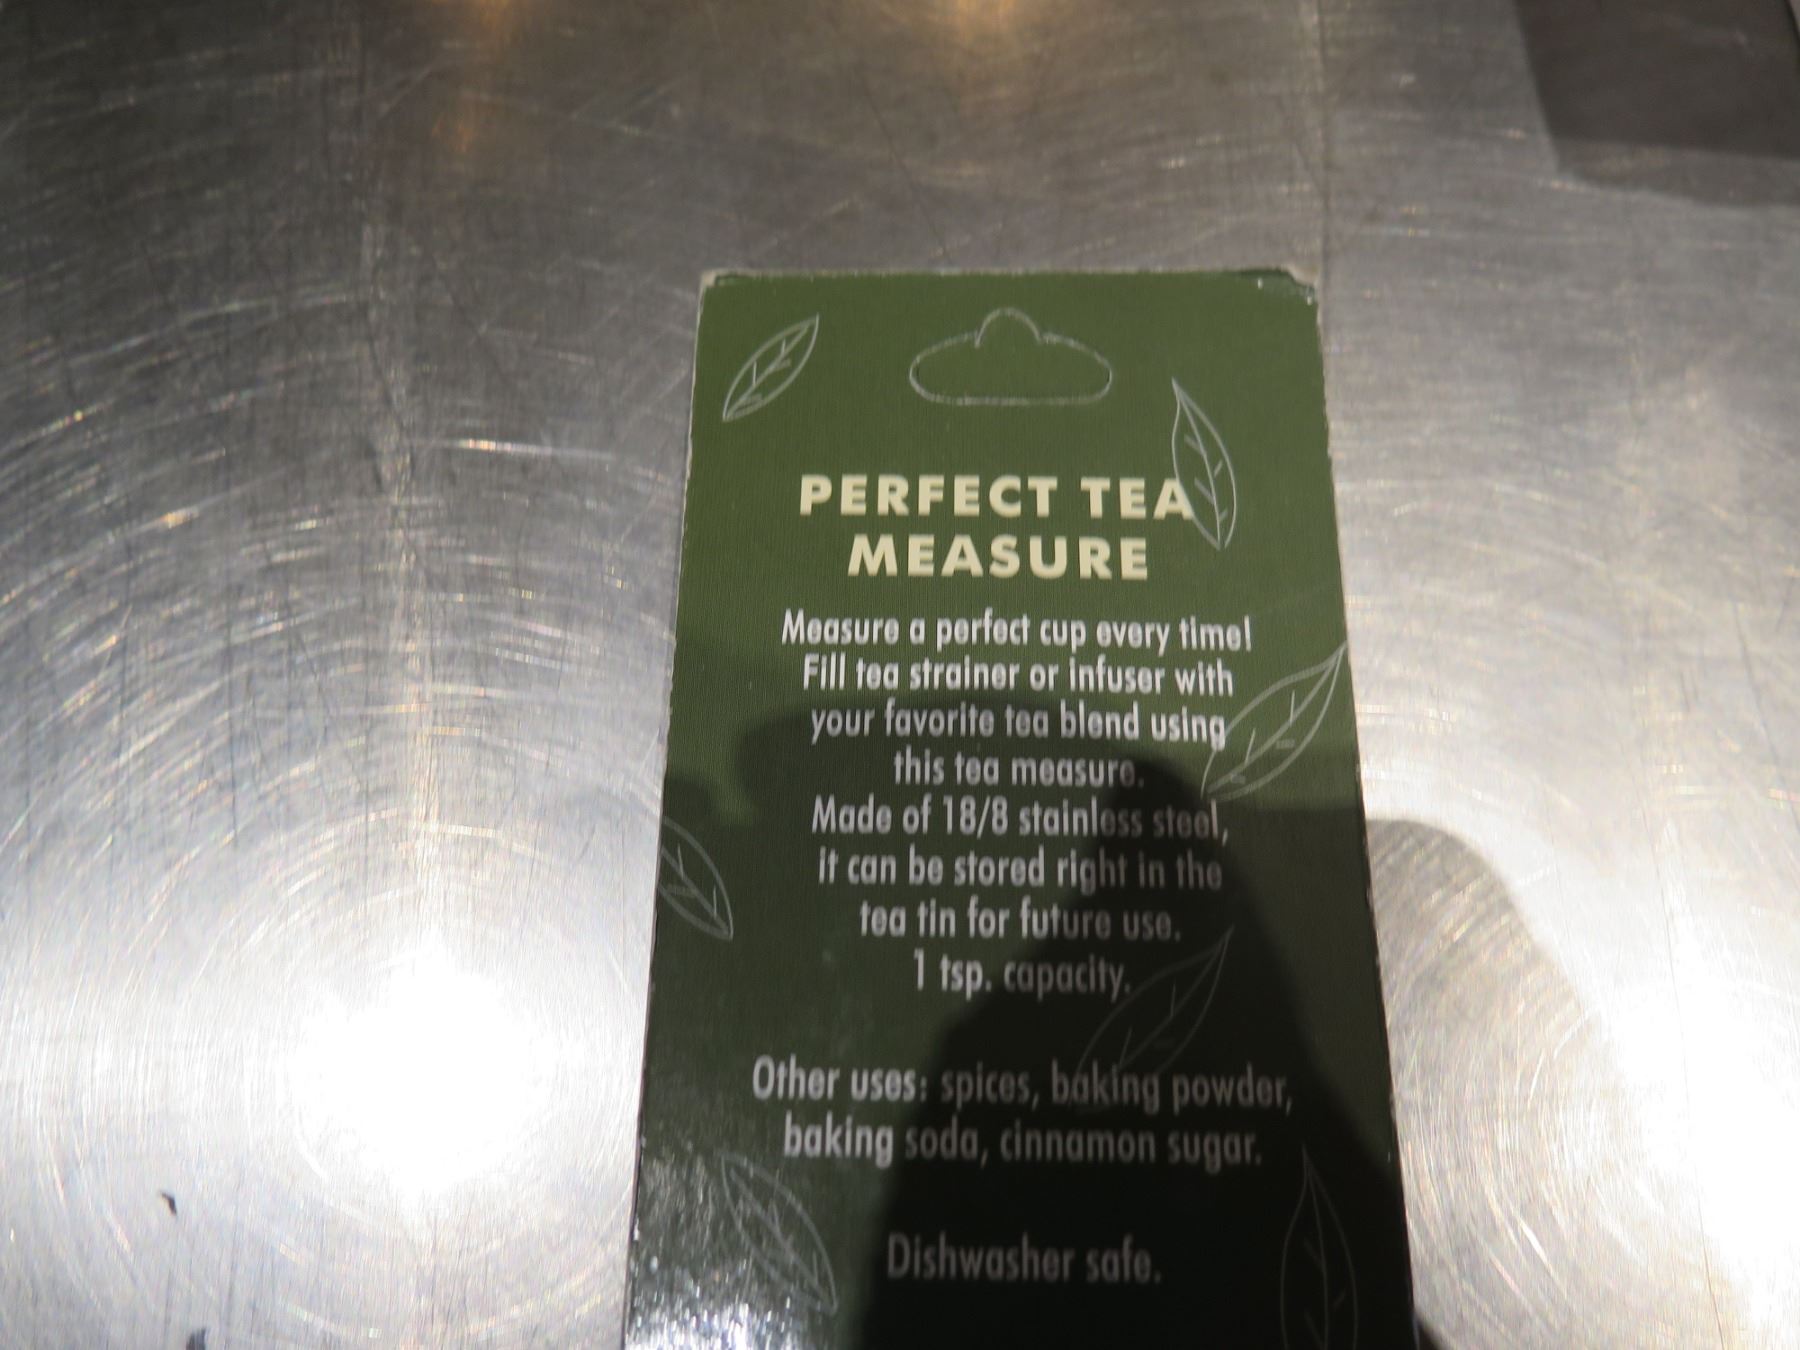 PERFECT TEA
MEASURE
Measure a perfect cup every time!
Fill tea strainer or infuser with
your favorite tea blend using
this tea measure.
Made of 18/8 stainless steel,
it can be stored right in the
tea tin for future use.
1 tsp. capacity.
Other uses: spices, baking powder,
baking soda, cinnamon sugar.
Dishwasher safe.